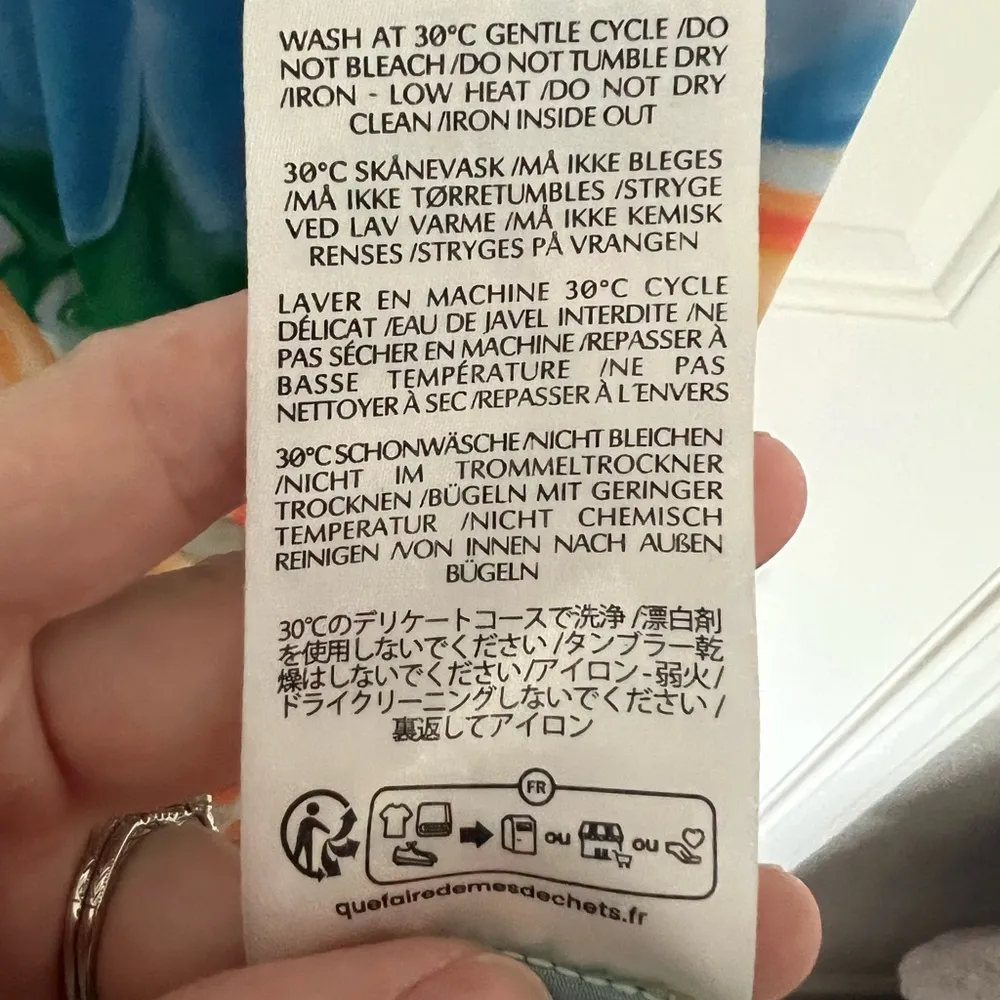 WASH AT 30°C GENTLE CYCLE /DO
NOT BLEACH /DO NOT TUMBLE DRY
/IRON - LOW HEAT /DO NOT DRY
CLEAN /IRON INSIDE OUT
30°C SKÅNEVASK /MÅ IKKE BLEGES
/MÅ IKKE TØRRETUMBLES /STRYGE
VED LAV VARME /MÅ IKKE KEMISK
RENSES /STRYGES PÅ VRANGEN
LAVER EN MACHINE 30°C CYCLE
DÉLICAT /EAU DE JAVEL INTERDITE /NE
PAS SÉCHER EN MACHINE /REPASSER À
BASSE TEMPÉRATURE /NE PAS
NETTOYER À SEC /REPASSER À L'ENVERS
30°C SCHONWÄSCHE /NICHT BLEICHEN
/NICHT IM TROMMELTROCKNER
TROCKNEN /BÜGELN MIT GERINGER
TEMPERATUR /NICHT CHEMISCH
REINIGEN /VON INNEN NACH AUßEN
BÜGELN
30℃のデリケートコースで洗浄 /漂白剤
を使用しないでください /タンブラー乾
燥はしないでください/アイロン - 弱火 /
ドライクリーニングしないでください /
裏返してアイロン
FR
ou ou
quefairedemesdechets.fr